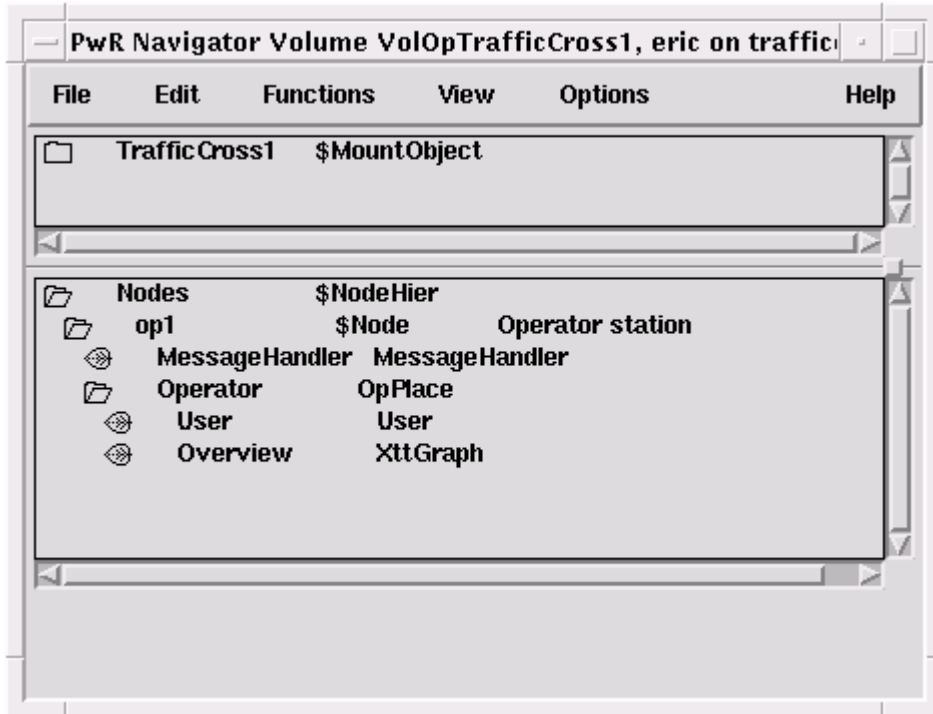 PwR Navigator Volume VolOpTrafficCross1, eric on traffic
File Edit Functions View Options Help
TrafficCross1 $MountObject
Nodes $NodeHier
op1 $Node Operator station
MessageHandler MessageHandler
Operator OpPlace
User User
Overview XttGraph